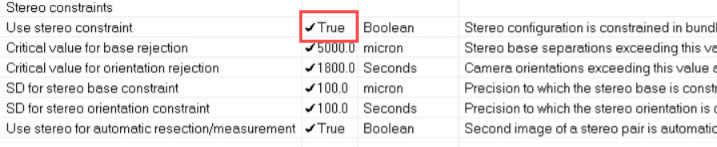 Stereo constraints
Use stereo constraint ✔True Boolean Stereo configuration is constrained in
Critical value for base rejection ✔5000.0 micron Stereo base separations exceeding this
Critical value for orientation rejection ✔1800.0 Seconds Camera orientations exceeding this value
SD for stereo base constraint ✔100.0 micron Precision to which the stereo base is
SD for stereo orientation constraint ✔100.0 Seconds Precision to which the stereo orientation is
Use stereo for automatic resection/measurement ✔True Boolean Second image of a stereo pair is